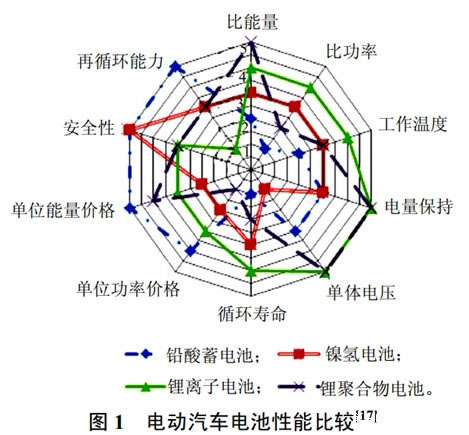 比能量
再循环能力
比功率
5
4
安全性
工作温度
单位能量价格
电量保持
单位功率价格
单体电压
循环寿命
铅酸蓄电池；
镍氢电池；
锂离子电池；
锂聚合物电池。
图 1 电动汽车电池性能比较[17]